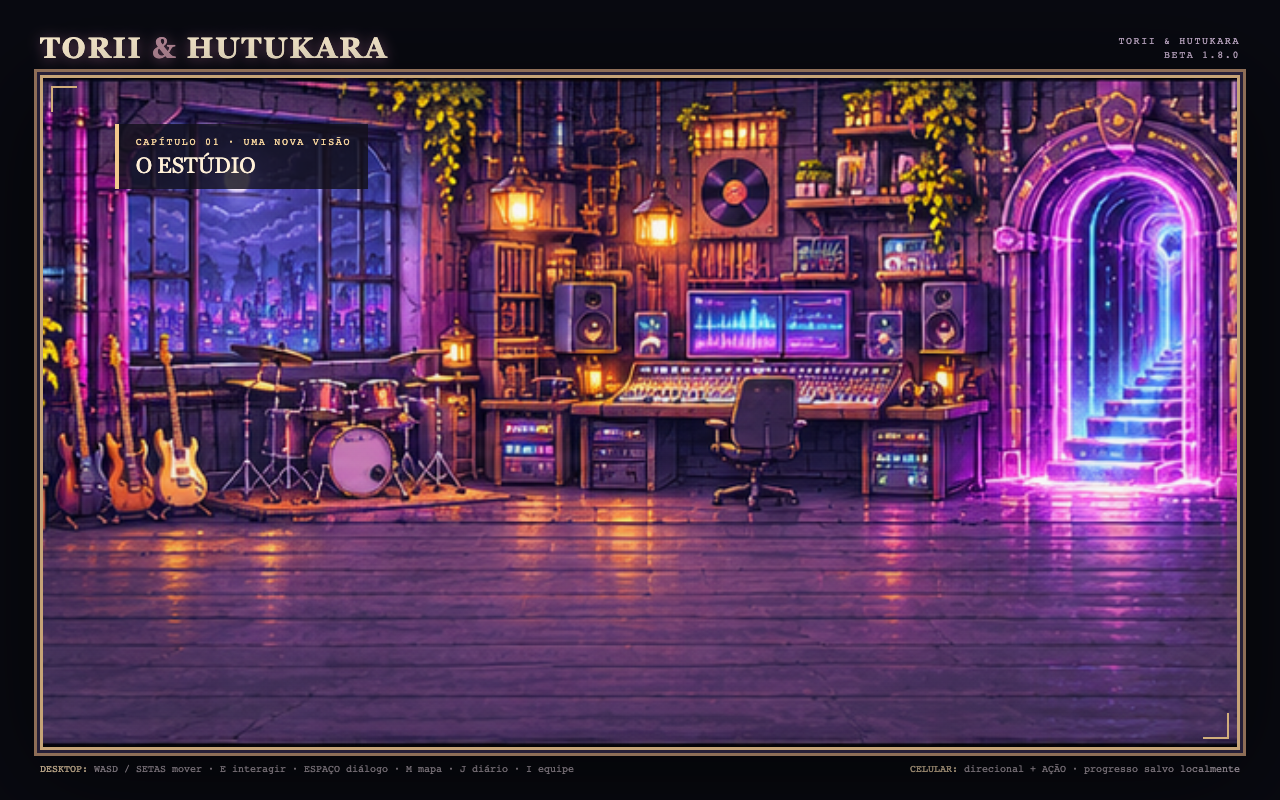 TORII & HUTUKARA
TORII & HUTUKARA
BETA 1.8.0
CAPÍTULO 01 · UMA NOVA VISÃO
O ESTÚDIO
DESKTOP: WASD / SETAS mover · E interagir · ESPAÇO diálogo · M mapa · J diário · I equipe
CELULAR: direcional + AÇÃO · progresso salvo localmente